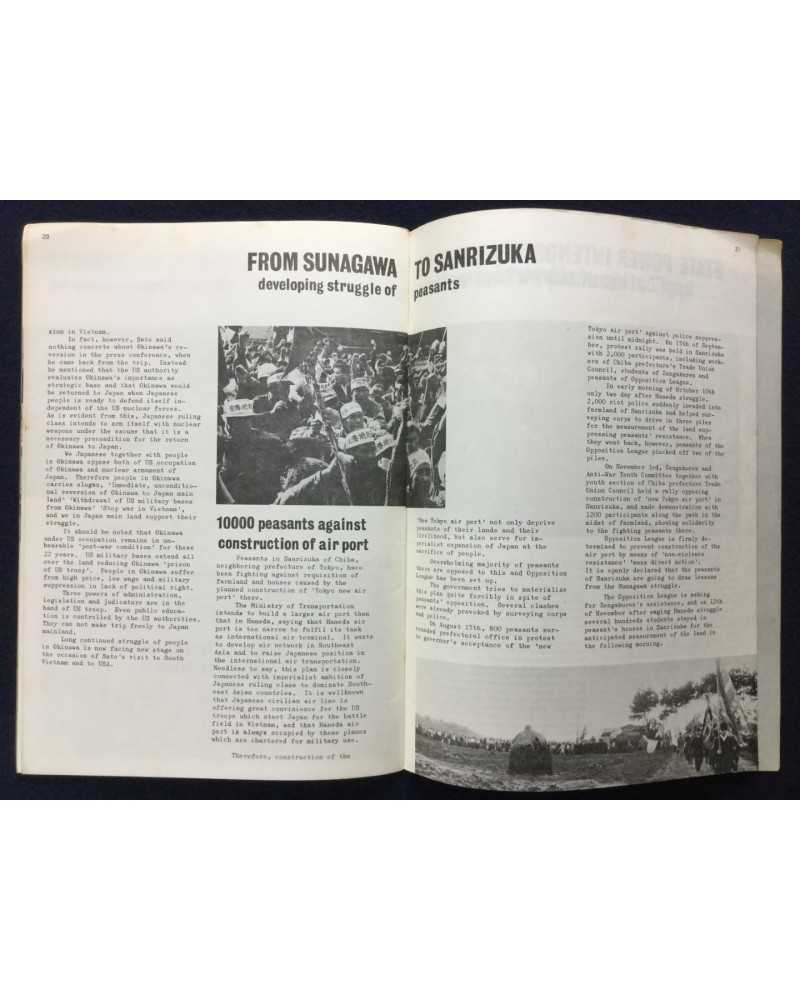 20
FROM SUNAGAWA
developing struggle of
sion in Vietnam.
In fact, however, Sato said
nothing concrete about Okinawa's re-
version in the press conference, when
he came back from the trip. Instead
he mentioned that the US authority
evaluates Okinawa's importance as
strategic base and that Okinawa would
be returned to Japan when Japanese
people is ready to defend itself in-
dependent of the US nuclear forces.
As is evident from this, Japanese ruling
class intends to arm itself with nuclear
weapons under the excuse that it is a
necessary precondition for the return
of Okinawa to Japan.
We Japanese together with people
in Okinawa oppose both of US occupation
of Okinawa and nuclear armament of
Japan. Therefore people in Okinawa
carries slogan, 'Immediate, unconditio-
nal reversion of Okinawa to Japan main
land' 'Withdrawal of US military bases
from Okinawa' 'Stop war in Vietnam',
and we in Japan main land support their
struggle.
It should be noted that Okinawa
under US occupation remains in un-
bearable 'post-war condition' for these
22 years. US military bases extend all
over the land reducing Okinawa 'prison
of US troop'. People in Okinawa suffer
from high price, low wage and military
suppression in lack of political right.
Three powers of administration,
legislation and judicature are in the
hand of US troop. Even public educa-
tion is controlled by the US authorities.
They can not make trip freely to Japan
mainland.
Long continued struggle of people
in Okinawa is now facing new stage on
the occasion of Sato's visit to South
Vietnam and to USA.
10000 peasants against
construction of air port
Peasants in Sanrizuka of Chiba,
neighboring prefecture of Tokyo, have
been fighting against requisition of
farmland and houses caused by the
planned construction of 'Tokyo new air
port' there.
The Ministry of Transportation
intends to build a larger air port then
that in Haneda, saying that Haneda air
port is too narrow to fulfil its task
as international air terminal. It wants
to develop air network in Southeast
Asia and to raise Japanese position in
the international air transportation.
Needless to say, this plan is closely
connected with imperialist ambition of
Japanese ruling class to dominate South-
east Asian countries. It is wellknown
that Japanese civilian air line is
offering great convenience for the US
troops which start Japan for the battle
field in Vietnam, and that Haneda air
port is always occupied by these planes
which are chartered for military use.
Therefore, construction of the
21
TO SANRIZUKA
peasants
'new Tokyo air port' not only deprive
peasants of their lands and their
livelihood, but also serve for im-
perialist expansion of Japan at the
sacrifice of people.
Overwhelming majority of peasants
there are opposed to this and Opposition
League has been set up.
The government tries to materialize
this plan quite forcibly in spite of
peasants' opposition. Several clashes
were already provoked by surveying corps
and police.
On August 17th, 800 peasants sur-
rounded prefectural office in protest
to governor's acceptance of the 'new
Tokyo air port' against police suppres-
sion until midnight. On 15th of Septem-
ber, protest rally was held in Sanrizuka
with 2,000 participants, including work-
ers of Chiba prefecture's Trade Union
Council, students of Zengakuren and
peasants of Opposition League.
In early morning of October 10th
only two day after Haneda struggle,
2,000 riot police suddenly invaded into
farmland of Sanrizuka and helped sur-
veying corps to drive in three piles
for the measurement of the land sup-
pressing peasants' resistance. When
they went back, however, peasants of the
Opposition League plucked off two of the
piles.
On November 3rd, Zengakuren and
Anti-War Youth Committee together with
youth section of Chiba prefecture Trade
Union Council held a rally opposing
construction of 'new Tokyo air port' in
Sanrizuka, and made demonstration with
1200 participants along the path in the
midst of farmland, showing solidarity
to the fighting peasants there.
Opposition League is firmly de-
termined to prevent construction of the
air port by means of 'non-violence
resistance' 'mass direct action'.
It is openly declared that the peasants
of Sanrizuka are going to draw lessons
from the Sunagawa struggle.
The Opposition League is asking
for Zengakuren's assistance, and on 12th
of November after waging Haneda struggle
several hundreds students stayed in
peasant's houses in Sanrizuka for the
anticipated measurement of the land in
the following morning.